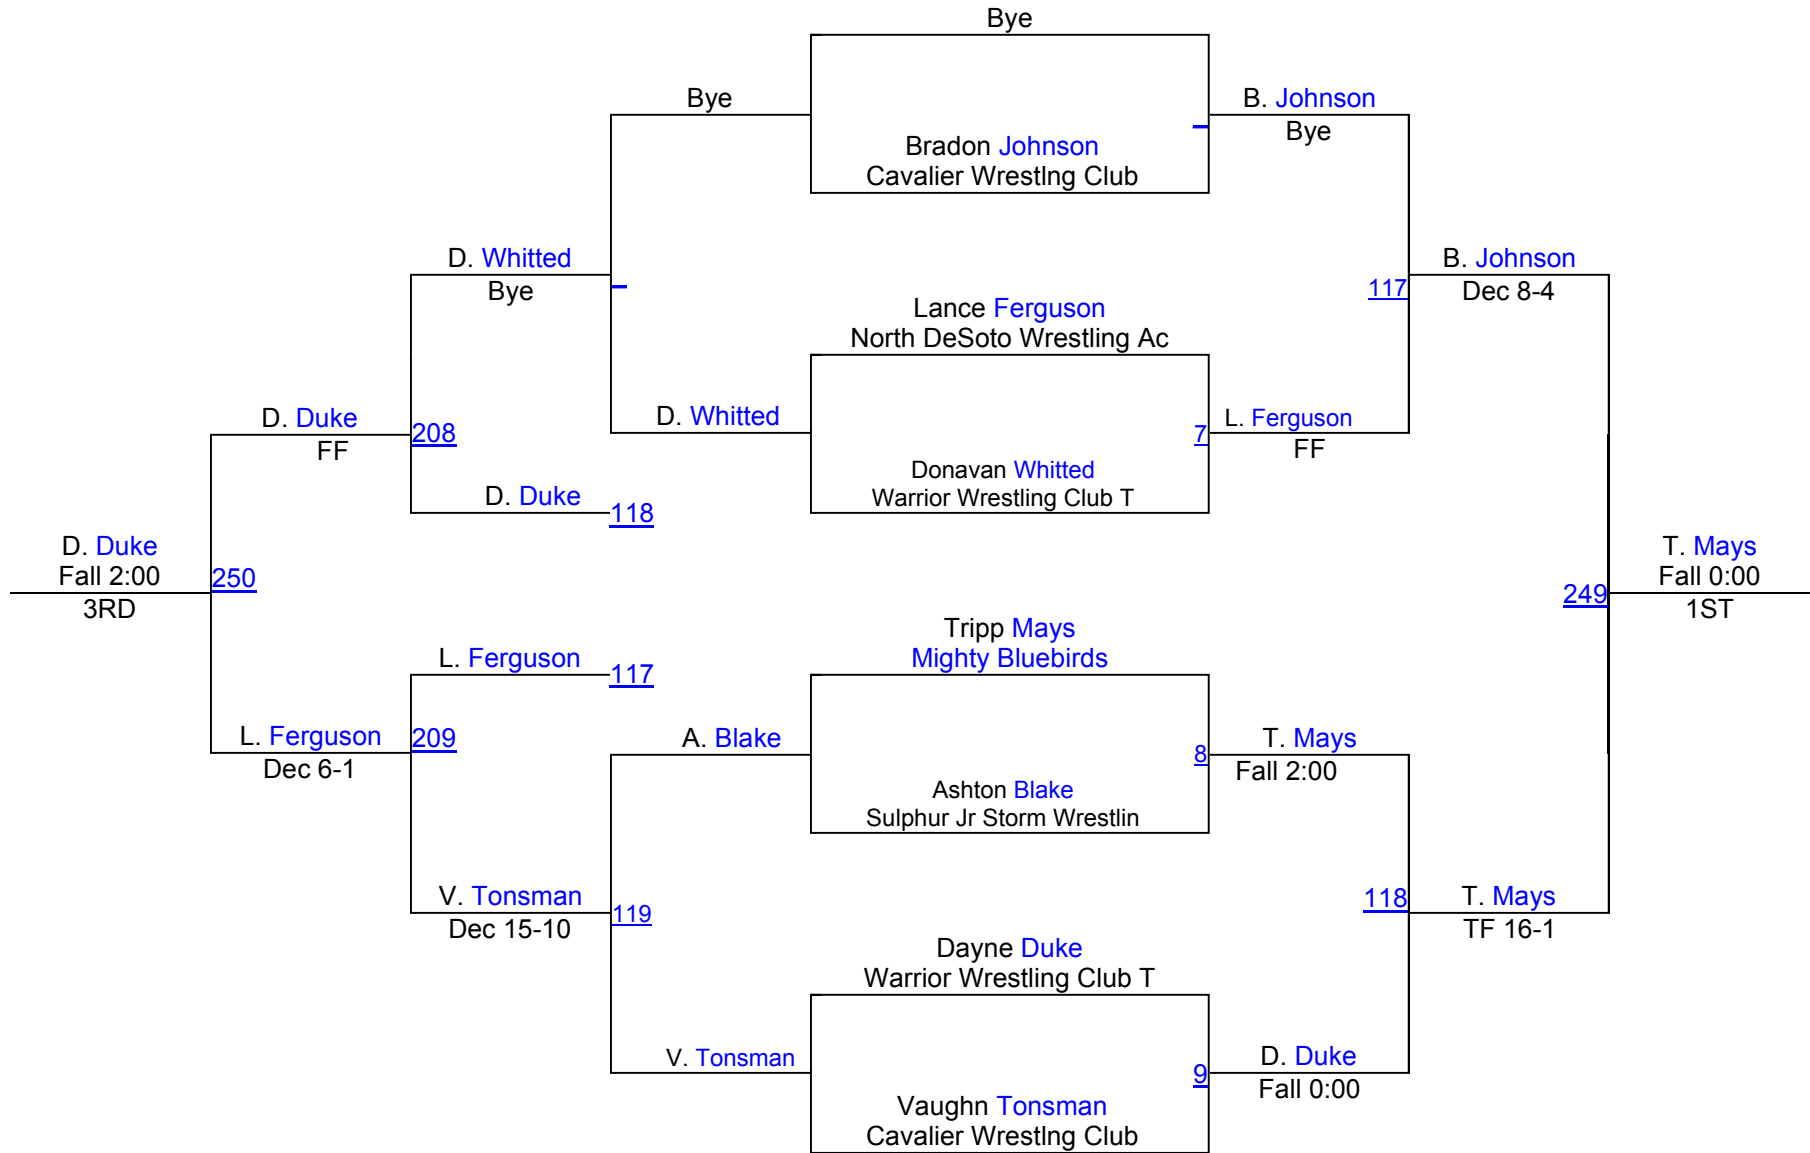 Bye
Bye
B. Johnson
Bye
Bradon Johnson
Cavalier Wrestlng Club
D. Whitted
Bye
B. Johnson
Dec 8-4
117
Lance Ferguson
North DeSoto Wrestling Ac
D. Duke
FF
208
D. Whitted
7
L. Ferguson
FF
Donavan Whitted
Warrior Wrestling Club T
D. Duke
118
D. Duke
Fall 2:00
3RD
250
T. Mays
Fall 0:00
1ST
249
Tripp Mays
Mighty Bluebirds
L. Ferguson
117
L. Ferguson
Dec 6-1
209
A. Blake
8
T. Mays
Fall 2:00
Ashton Blake
Sulphur Jr Storm Wrestlin
V. Tonsman
Dec 15-10
119
118
T. Mays
TF 16-1
Dayne Duke
Warrior Wrestling Club T
V. Tonsman
9
D. Duke
Fall 0:00
Vaughn Tonsman
Cavalier Wrestlng Club